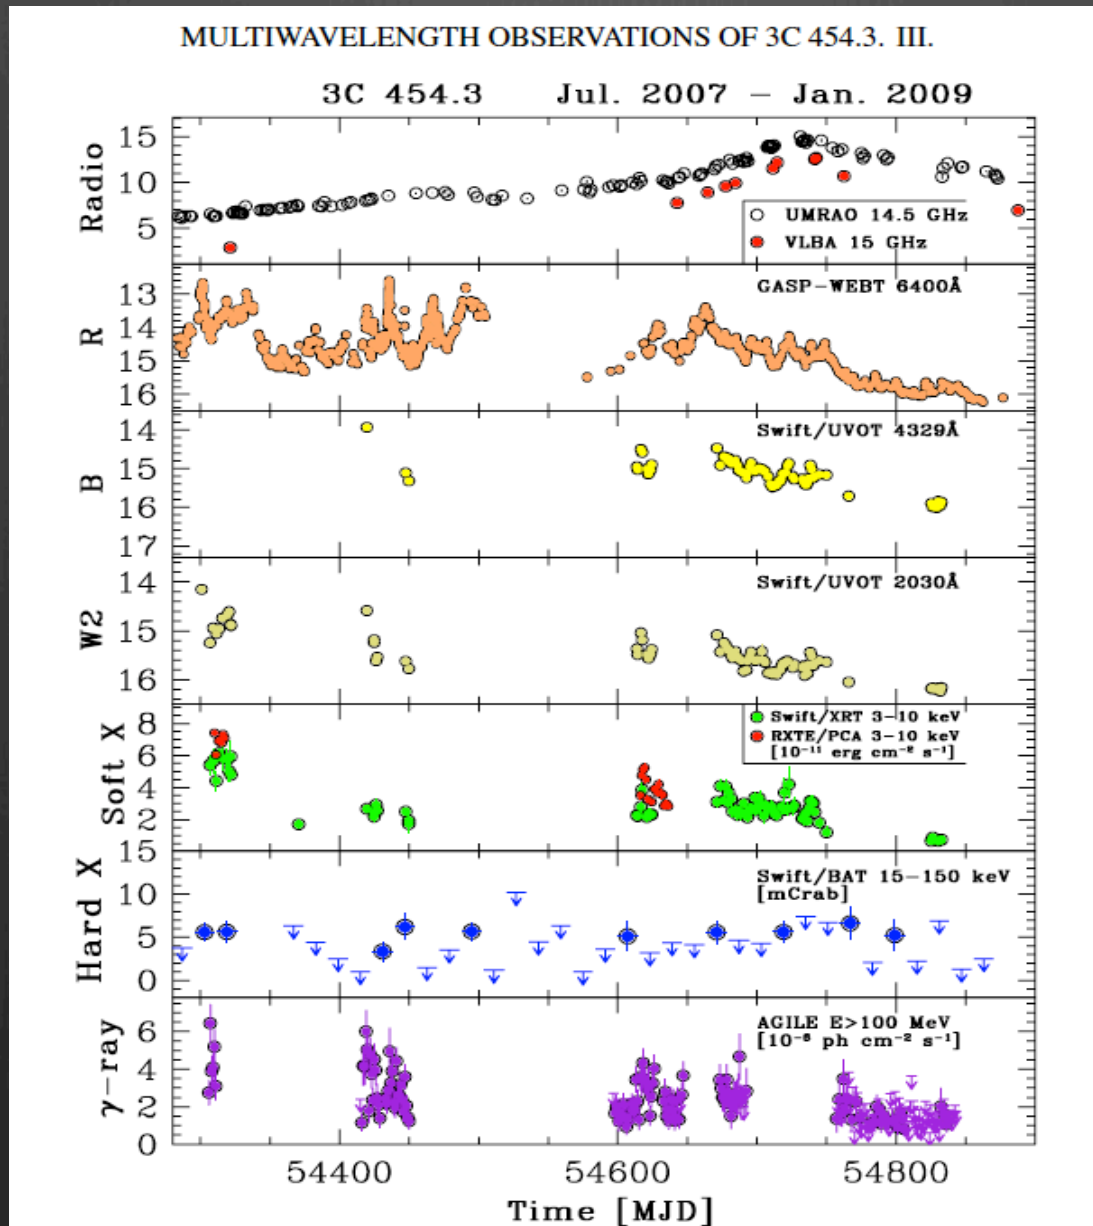 MULTIWAVELENGTH OBSERVATIONS OF 3C 454.3. III.
3C 454.3 Jul. 2007 – Jan. 2009
Radio
15
10
5
UMRAO 14.5 GHz
VLBA 15 GHz
R
13
14
15
16
GASP–WEBT 6400Å
B
14
15
16
17
Swift/UVOT 4329Å
W2
14
15
16
Swift/UVOT 2030Å
Soft X
8
6
4
2
Swift/XRT 3–10 keV
RXTE/PCA 3–10 keV
[10⁻¹¹ erg cm⁻² s⁻¹]
Hard X
15
10
5
0
Swift/BAT 15–150 keV
[mCrab]
γ–ray
6
4
2
0
AGILE E>100 MeV
[10⁻⁶ ph cm⁻² s⁻¹]
54400 54600 54800
Time [MJD]